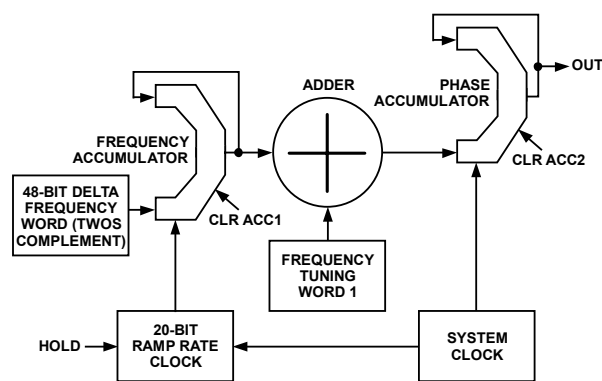 OUT
ADDER
PHASE
ACCUMULATOR
FREQUENCY
ACCUMULATOR
CLR ACC2
48-BIT DELTA
FREQUENCY
WORD (TWOS
COMPLEMENT)
CLR ACC1
FREQUENCY
TUNING
WORD 1
HOLD
20-BIT
RAMP RATE
CLOCK
SYSTEM
CLOCK